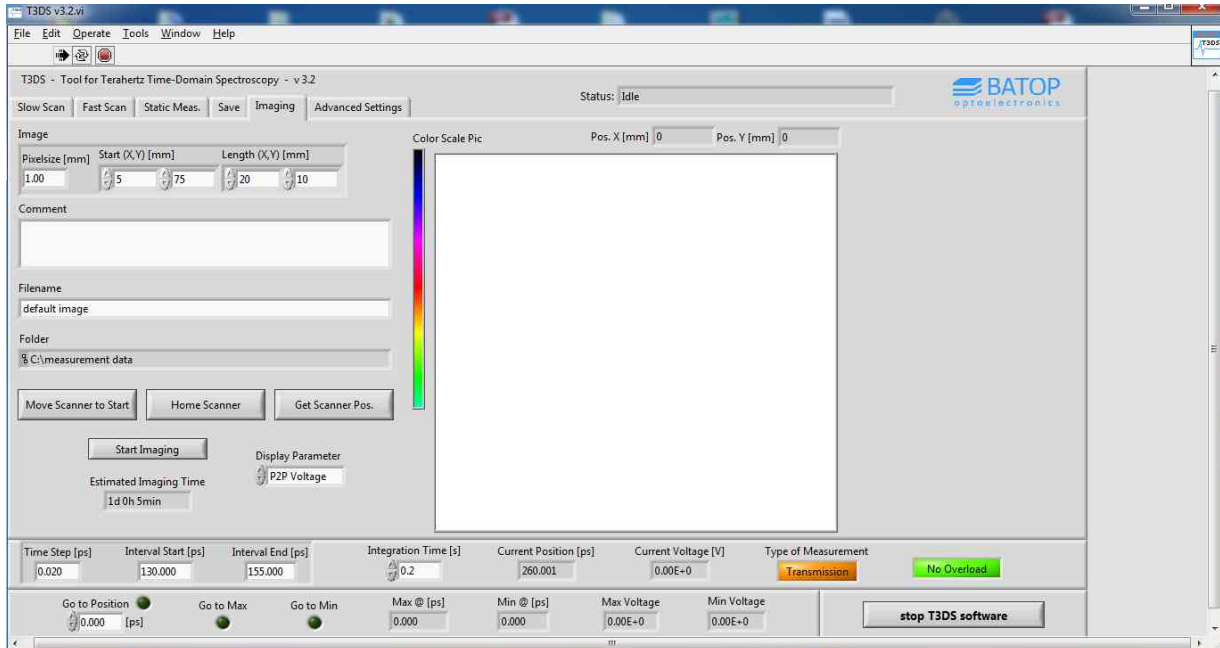 T3DS v3.2.vi
File Edit Operate Tools Window Help
T3DS
T3DS - Tool for Terahertz Time-Domain Spectroscopy - v 3.2
BATOP
optoelectronics
Status: Idle
Slow Scan Fast Scan Static Meas. Save Imaging Advanced Settings
Image
Pixelsize [mm] Start (X,Y) [mm] Length (X,Y) [mm]
1.00 5 75 20 10
Comment
Filename
default image
Folder
C:\measurement data
Move Scanner to Start Home Scanner Get Scanner Pos.
Start Imaging
Display Parameter
P2P Voltage
Estimated Imaging Time
1d 0h 5min
Color Scale Pic
Pos. X [mm] 0 Pos. Y [mm] 0
Time Step [ps] Interval Start [ps] Interval End [ps] Integration Time [s] Current Position [ps] Current Voltage [V] Type of Measurement
0.020 130.000 155.000 0.2 260.001 0.00E+0 Transmission No Overload
Go to Position Go to Max Go to Min Max @ [ps] Min @ [ps] Max Voltage Min Voltage
0.000 [ps] 0.000 0.000 0.00E+0 0.00E+0
stop T3DS software